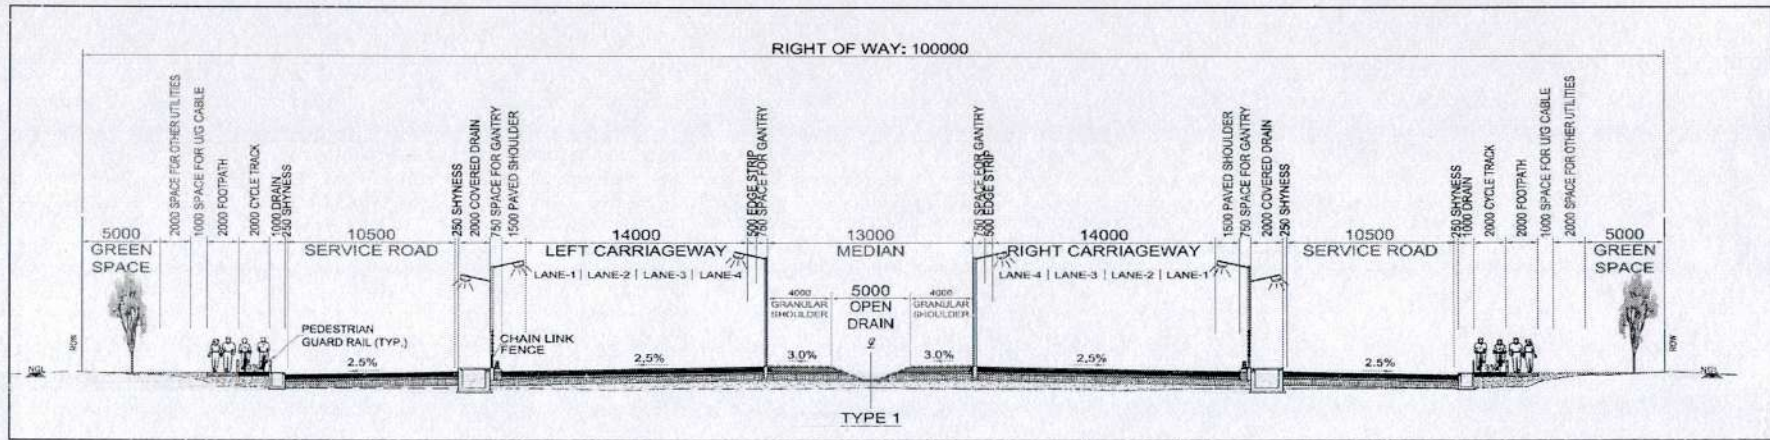 RIGHT OF WAY: 100000
2000 SPACE FOR OTHER UTILITIES
1000 SPACE FOR U/G CABLE
2000 FOOTPATH
2000 CYCLE TRACK
1000 DRAIN
250 SHYNESS
250 SHYNESS
2000 COVERED DRAIN
750 SPACE FOR GANTRY
1500 PAVED SHOULDER
500 EDGE STRIP
750 SPACE FOR GANTRY
750 SPACE FOR GANTRY
500 EDGE STRIP
1500 PAVED SHOULDER
750 SPACE FOR GANTRY
2000 COVERED DRAIN
250 SHYNESS
250 SHYNESS
1000 DRAIN
2000 CYCLE TRACK
2000 FOOTPATH
1000 SPACE FOR U/G CABLE
2000 SPACE FOR OTHER UTILITIES
5000 10500 14000 13000 14000 10500 5000
GREEN SPACE
SERVICE ROAD
LEFT CARRIAGEWAY
MEDIAN
RIGHT CARRIAGEWAY
SERVICE ROAD
GREEN SPACE
LANE-1 | LANE-2 | LANE-3 | LANE-4
LANE-4 | LANE-3 | LANE-2 | LANE-1
4000 GRANULAR SHOULDER
5000 OPEN DRAIN
4000 GRANULAR SHOULDER
ROW
PEDESTRIAN
GUARD RAIL (TYP.)
CHAIN LINK
FENCE
ROW
NGL
2.5%
2.5%
3.0%
3.0%
2.5%
2.5%
NGL
TYPE 1